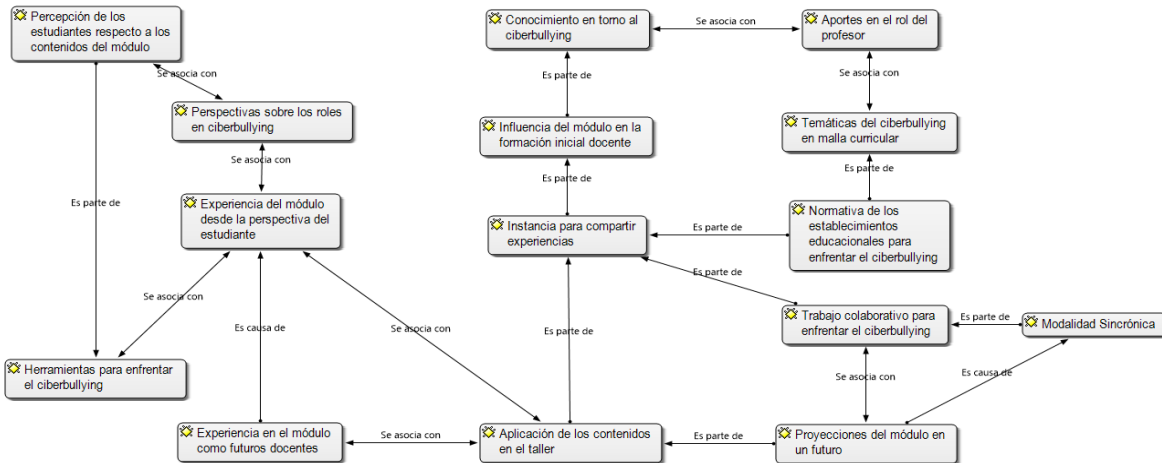 Percepción de los
estudiantes respecto a los
contenidos del módulo
Conocimiento en torno al
ciberbullying
Se asocia con
Aportes en el rol del
profesor
Se asocia con
Es parte de
Se asocia con
Perspectivas sobre los roles
en ciberbullying
Influencia del módulo en la
formación inicial docente
Temáticas del ciberbullying
en malla curricular
Se asocia con
Es parte de
Es parte de
Es parte de
Experiencia del módulo
desde la perspectiva del
estudiante
Instancia para compartir
experiencias
Es parte de
Normativa de los
establecimientos
educacionales para
enfrentar el ciberbullying
Es parte de
Se asocia con
Es causa de
Se asocia con
Es parte de
Trabajo colaborativo para
enfrentar el ciberbullying
Es parte de
Modalidad Sincrónica
Herramientas para enfrentar
el ciberbullying
Se asocia con
Es causa de
Experiencia en el módulo
como futuros docentes
Se asocia con
Aplicación de los contenidos
en el taller
Es parte de
Proyecciones del módulo en
un futuro